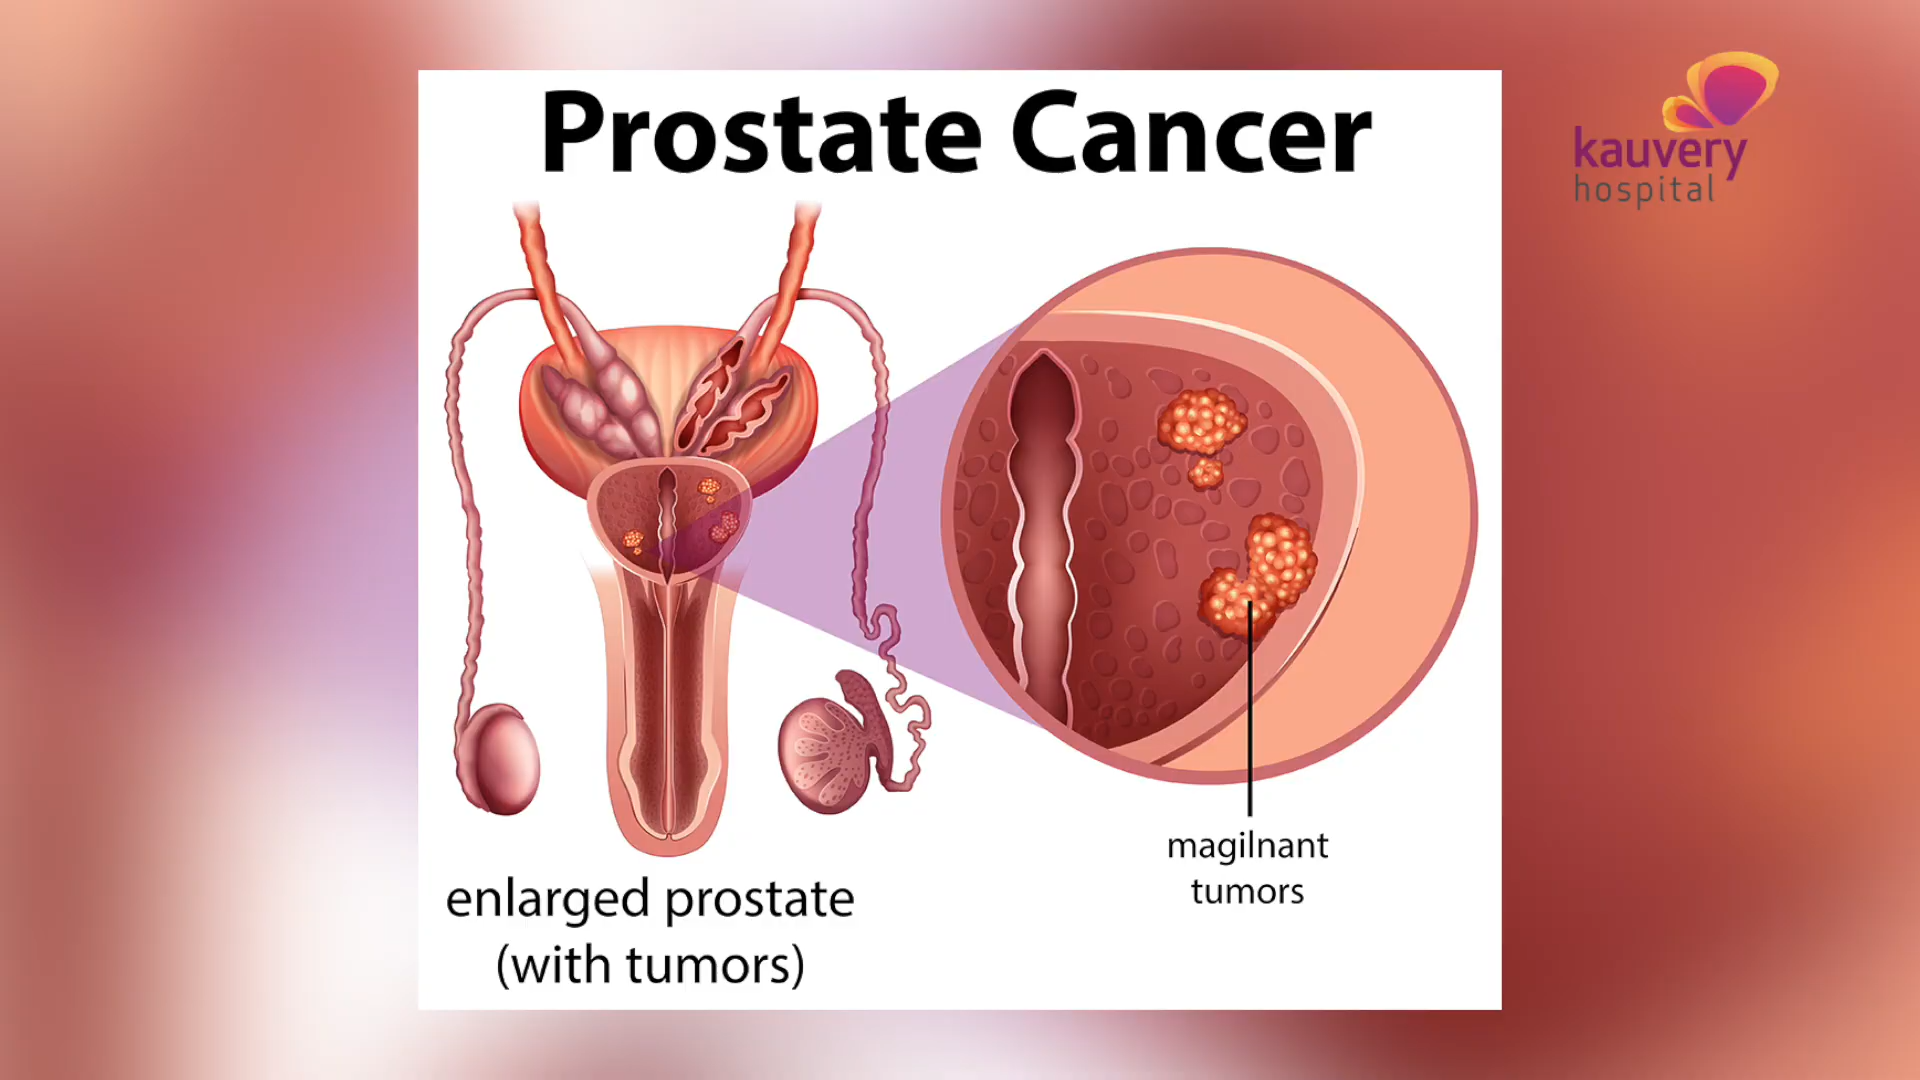 Prostate Cancer
kauvery
hospital
magilnant
tumors
enlarged prostate
(with tumors)